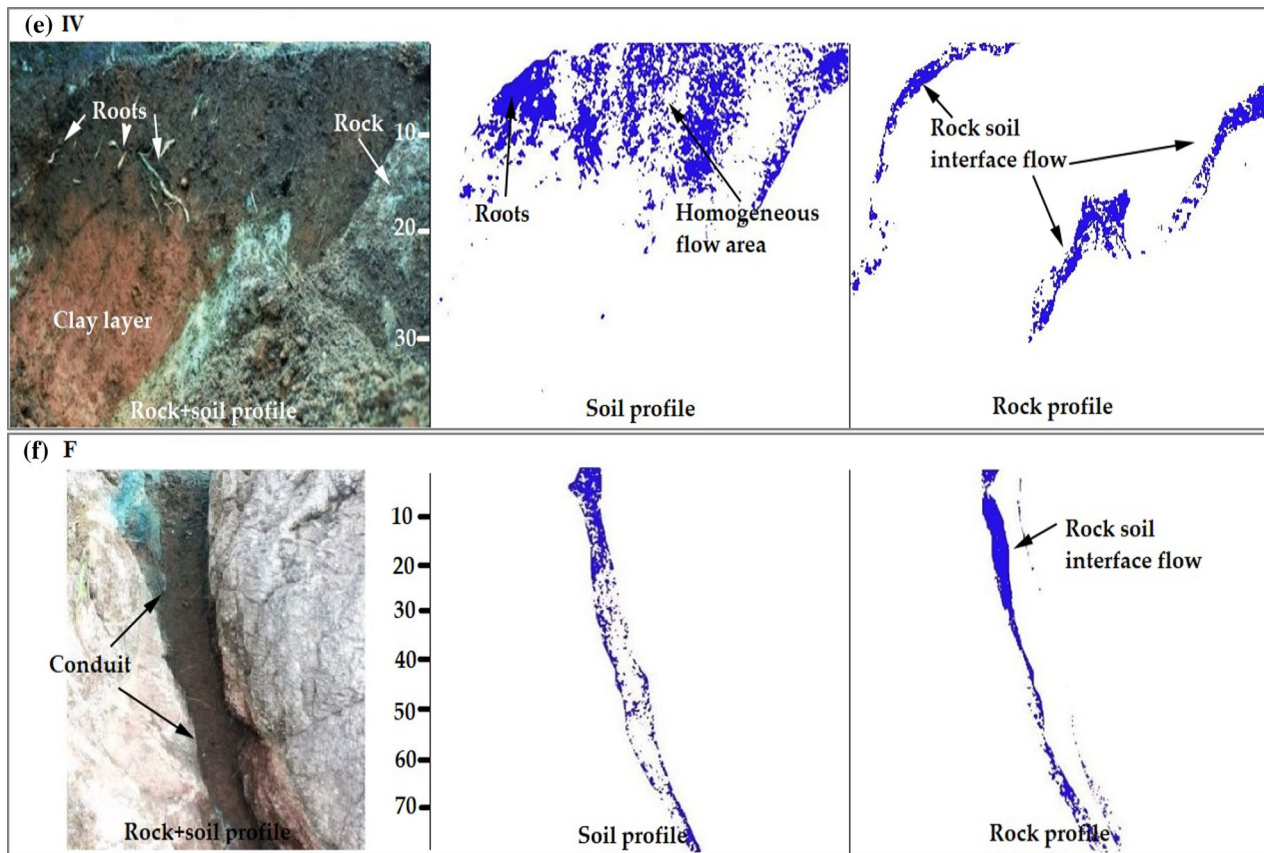 (e) IV
Roots
Rock
10
20
30
Clay layer
Rock+soil profile
Roots
Homogeneous
flow area
Soil profile
Rock soil
interface flow
Rock profile
(f) F
Conduit
Rock+soil profile
10
20
30
40
50
60
70
Soil profile
Rock soil
interface flow
Rock profile